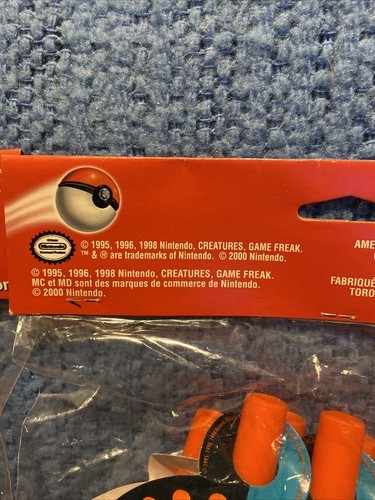 Nintendo
© 1995, 1996, 1998 Nintendo, CREATURES, GAME FREAK.
™ & ® are trademarks of Nintendo. © 2000 Nintendo.
© 1995, 1996, 1998 Nintendo, CREATURES, GAME FREAK.
MC et MD sont des marques de commerce de Nintendo.
© 2000 Nintendo.
AME
FABRIQUÉ
TORO